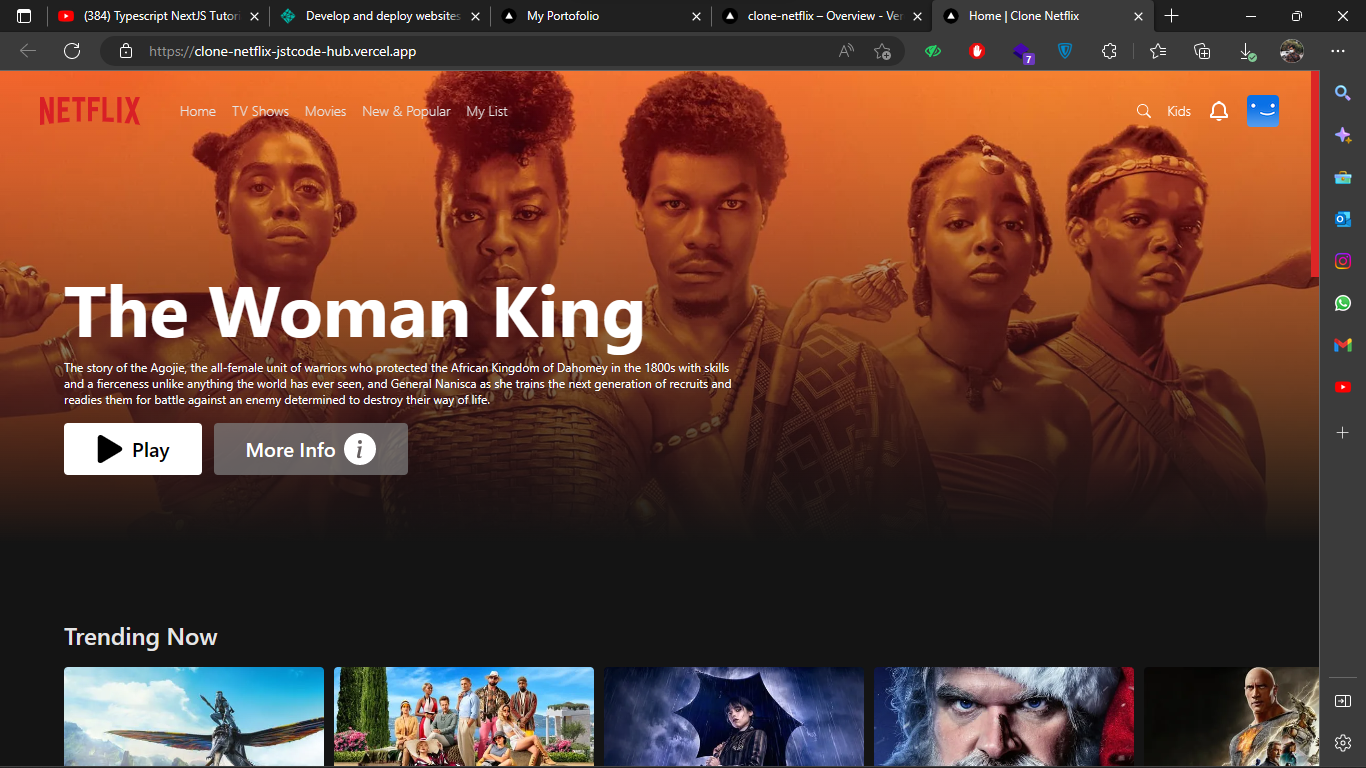 (384) Typescript NextJS Tutori
Develop and deploy websites
My Portofolio
clone-netflix – Overview - Ver
Home | Clone Netflix
https://clone-netflix-jstcode-hub.vercel.app
7
NETFLIX
Home
TV Shows
Movies
New & Popular
My List
Kids
The Woman King
The story of the Agojie, the all-female unit of warriors who protected the African Kingdom of Dahomey in the 1800s with skills
and a fierceness unlike anything the world has ever seen, and General Nanisca as she trains the next generation of recruits and
readies them for battle against an enemy determined to destroy their way of life.
Play
More Info i
Trending Now